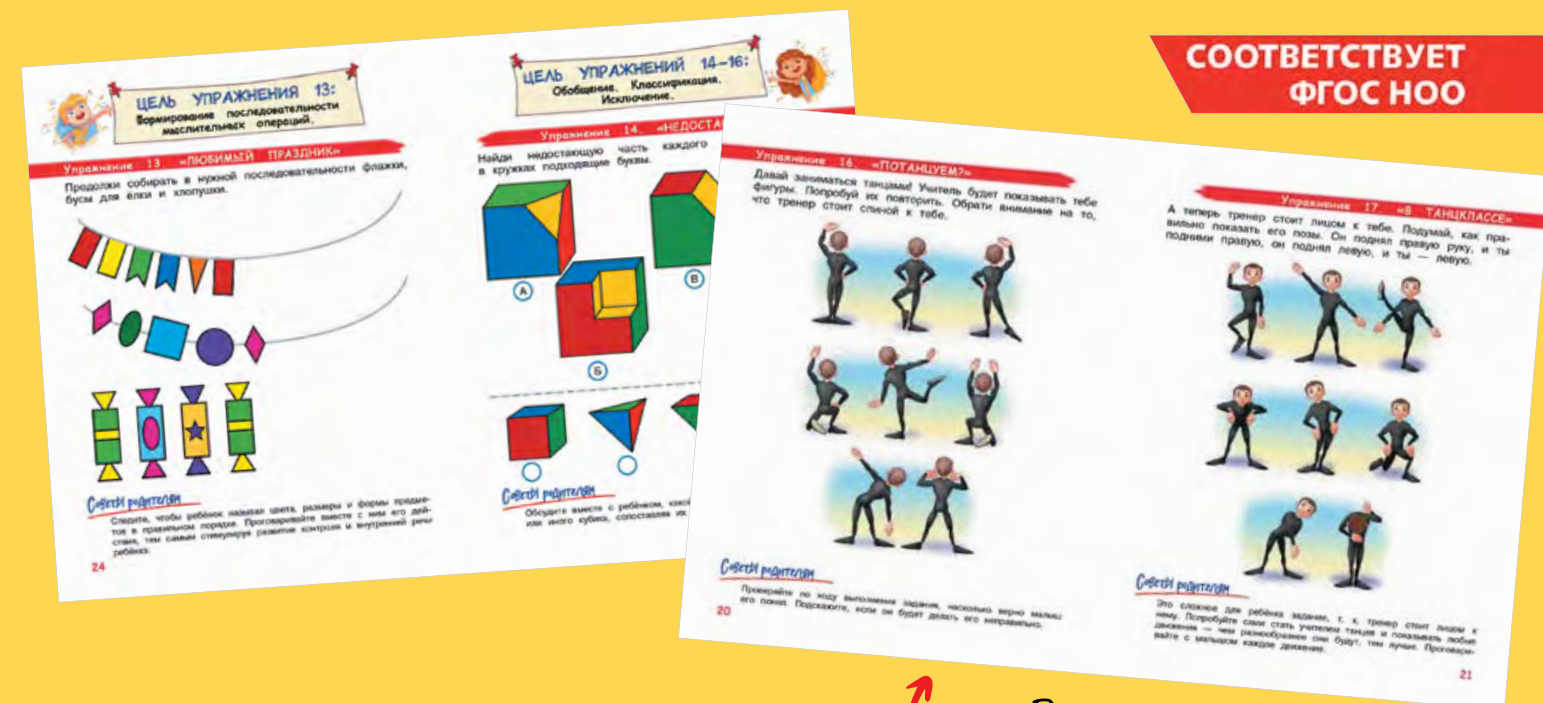 СООТВЕТСТВУЕТ
ФГОС НОО
ЦЕЛЬ УПРАЖНЕНИЯ 13:
Формирование последовательности
мыслительных операций.
Упражнение 13. «ЛЮБИМЫЙ ПРАЗДНИК»
Продолжи собирать в нужной последовательности флажки,
бусы для ёлки и хлопушки.
Советы родителям
Следите, чтобы ребёнок называл цвета, размеры и формы предме-
тов в правильном порядке. Проговаривайте вместе с ним его дей-
ствия, тем самым стимулируя развитие контроля и внутренней речи
ребёнка.
24
ЦЕЛЬ УПРАЖНЕНИЙ 14–16:
Обобщение. Классификация.
Исключение.
Упражнение 14. «НЕДОСТА
Найди недостающую часть каждого
в кружках подходящие буквы.
А
В
Б
Советы родителям
Обсудите вместе с ребёнком, како
или иного кубика, сопоставляя их
Упражнение 16. «ПОТАНЦУЕМ?»
Давай заниматься танцами! Учитель будет показывать тебе
фигуры. Попробуй их повторить. Обрати внимание на то,
что тренер стоит спиной к тебе.
Советы родителям
Проверяйте по ходу выполнения задания, насколько верно малыш
его понял. Подскажите, если он будет делать его неправильно.
20
Упражнение 17. «В ТАНЦКЛАССЕ»
А теперь тренер стоит лицом к тебе. Подумай, как пра-
вильно показать его позы. Он поднял правую руку, и ты
подними правую, он поднял левую, и ты — левую.
Советы родителям
Это сложное для ребёнка задание, т. к. тренер стоит лицом к
нему. Попробуйте сами стать учителем танцев и показывать любые
движения — чем разнообразнее они будут, тем лучше. Проговари-
вайте с малышом каждое движение.
21